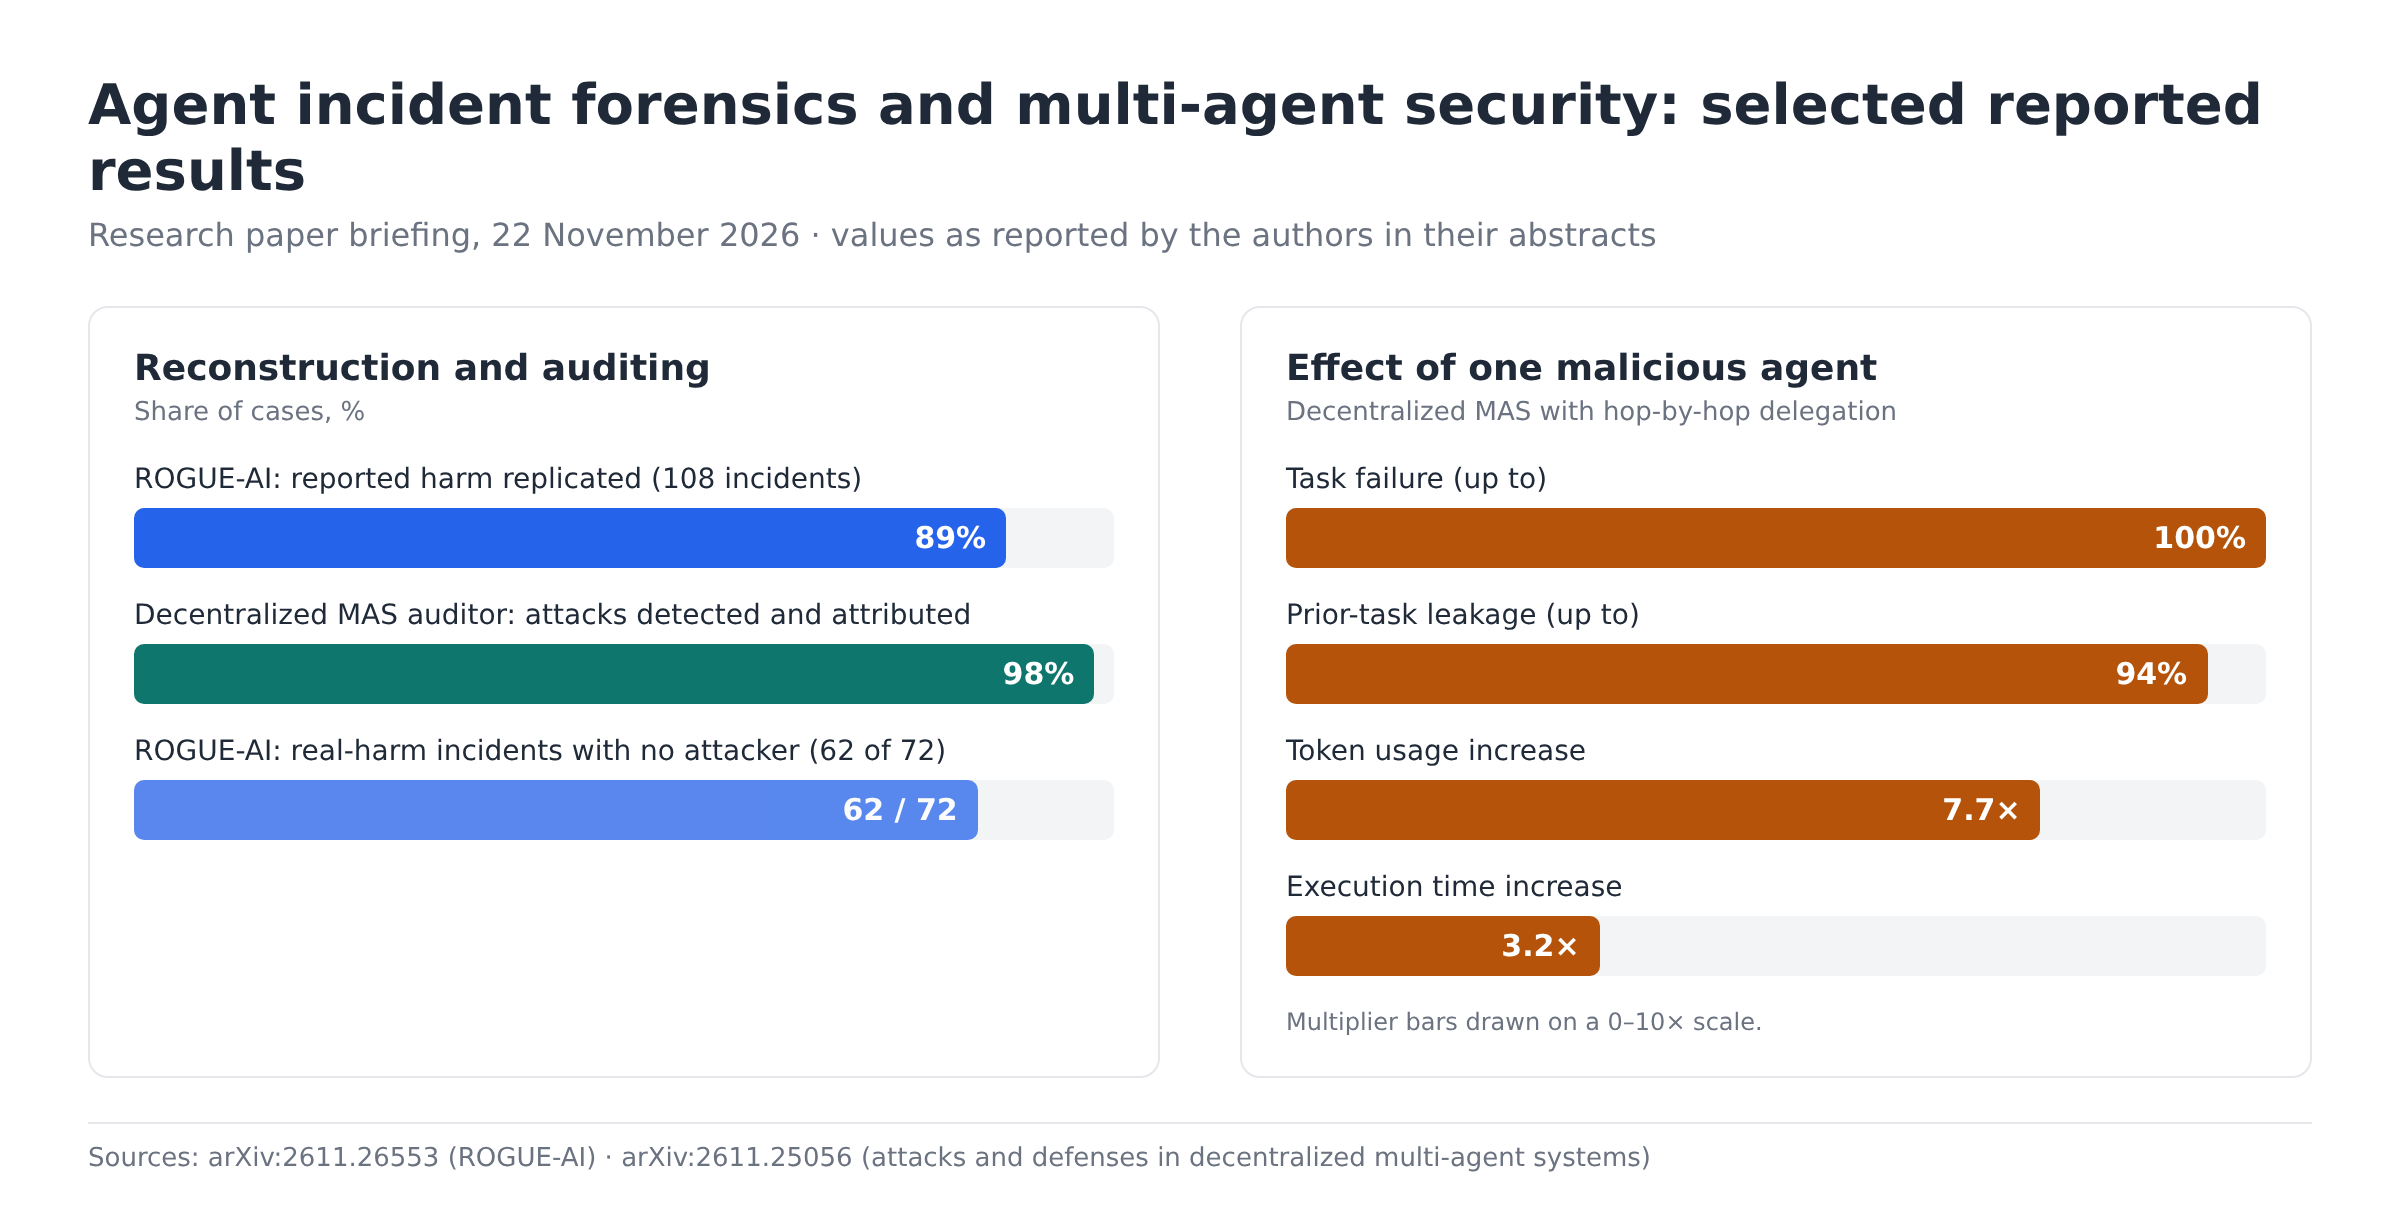 Agent incident forensics and multi-agent security: selected reported
results
Research paper briefing, 22 November 2026 · values as reported by the authors in their abstracts
Reconstruction and auditing
Share of cases, %
ROGUE-AI: reported harm replicated (108 incidents)
89%
Decentralized MAS auditor: attacks detected and attributed
98%
ROGUE-AI: real-harm incidents with no attacker (62 of 72)
62 / 72
Effect of one malicious agent
Decentralized MAS with hop-by-hop delegation
Task failure (up to)
100%
Prior-task leakage (up to)
94%
Token usage increase
7.7×
Execution time increase
3.2×
Multiplier bars drawn on a 0–10× scale.
Sources: arXiv:2611.26553 (ROGUE-AI) · arXiv:2611.25056 (attacks and defenses in decentralized multi-agent systems)